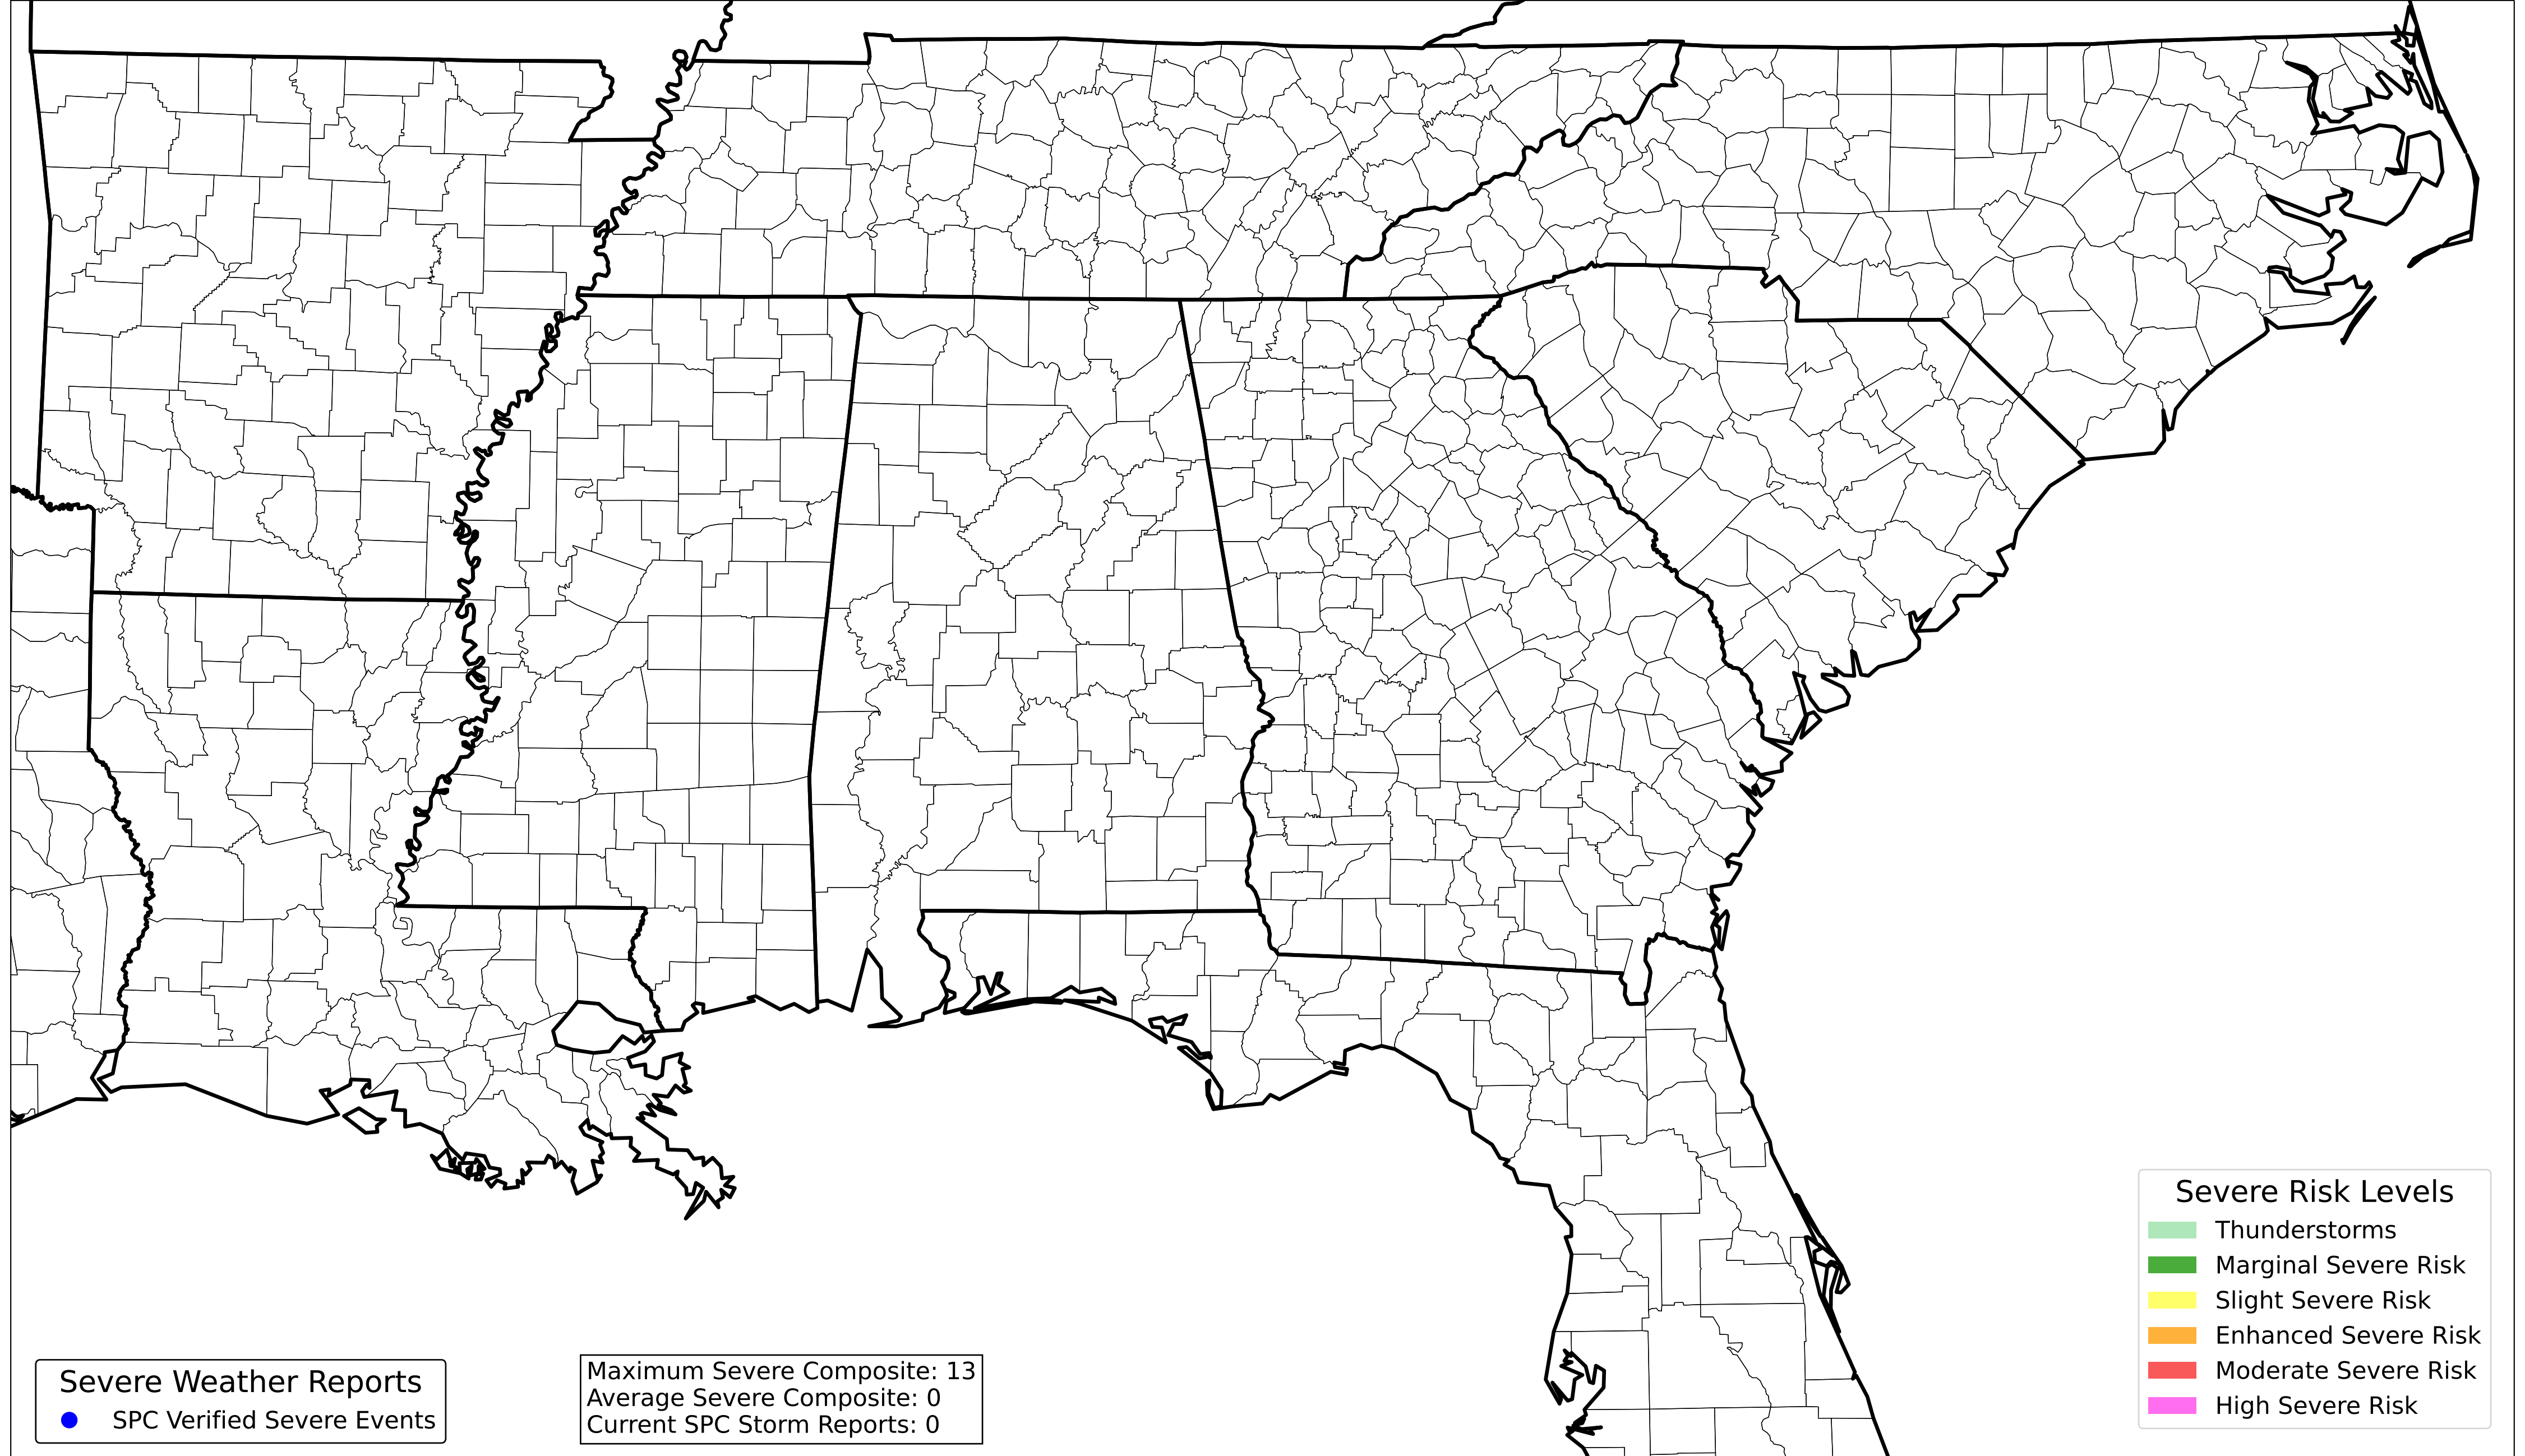 Severe Risk Levels
Thunderstorms
Marginal Severe Risk
Slight Severe Risk
Enhanced Severe Risk
Moderate Severe Risk
High Severe Risk
Severe Weather Reports
SPC Verified Severe Events
Maximum Severe Composite: 13
Average Severe Composite: 0
Current SPC Storm Reports: 0